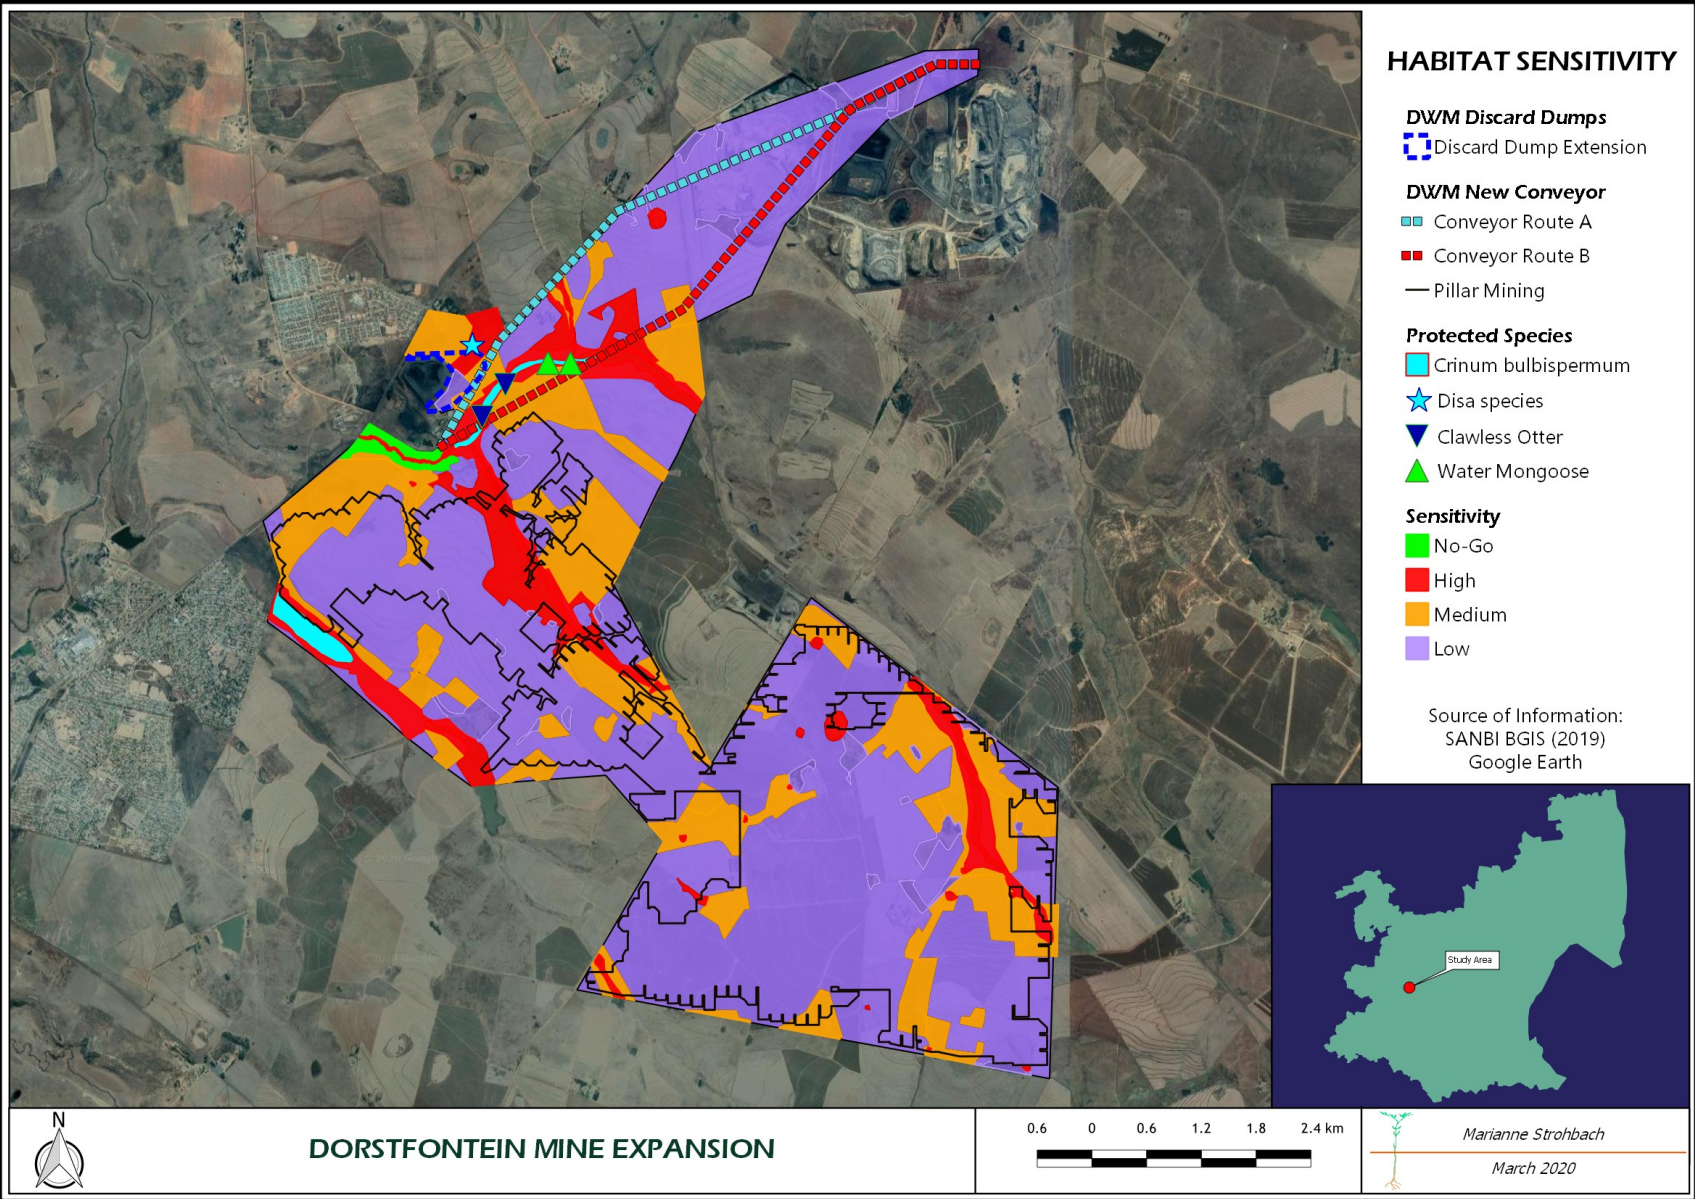 HABITAT SENSITIVITY
DWM Discard Dumps
Discard Dump Extension
DWM New Conveyor
Conveyor Route A
Conveyor Route B
Pillar Mining
Protected Species
Crinum bulbispermum
Disa species
Clawless Otter
Water Mongoose
Sensitivity
No-Go
High
Medium
Low
Source of Information:
SANBI BGIS (2019)
Google Earth
Study Area
N
DORSTFONTEIN MINE EXPANSION
0.6 0 0.6 1.2 1.8 2.4 km
Marianne Strohbach
March 2020